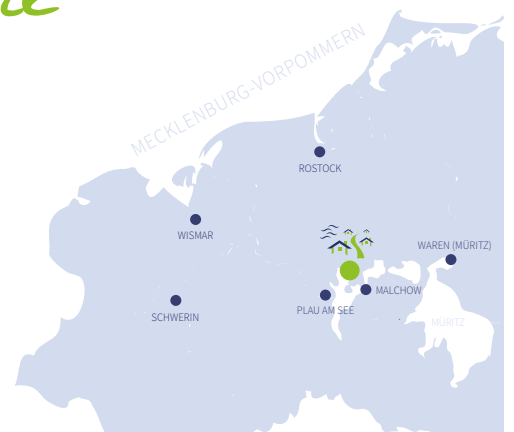 MECKLENBURG-VORPOMMERN
ROSTOCK
WISMAR
WAREN (MÜRITZ)
MALCHOW
PLAU AM SEE
SCHWERIN
MÜRITZ